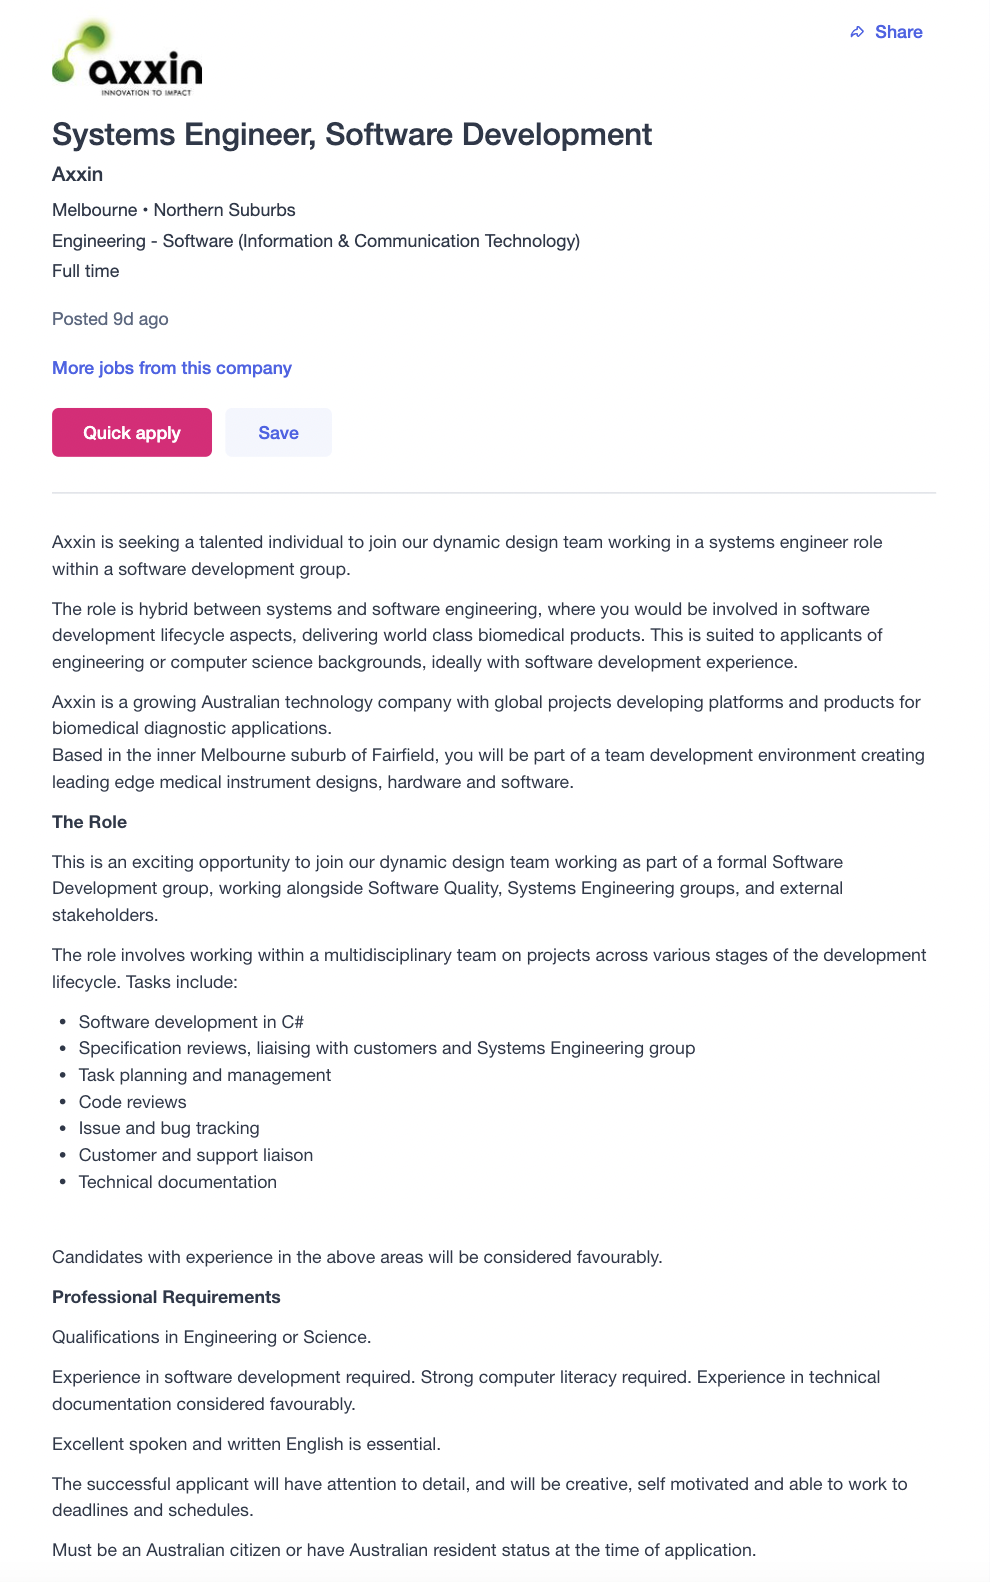 Share
axxin
INNOVATION TO IMPACT
Systems Engineer, Software Development
Axxin
Melbourne • Northern Suburbs
Engineering - Software (Information & Communication Technology)
Full time
Posted 9d ago
More jobs from this company
Quick apply
Save
Axxin is seeking a talented individual to join our dynamic design team working in a systems engineer role
within a software development group.
The role is hybrid between systems and software engineering, where you would be involved in software
development lifecycle aspects, delivering world class biomedical products. This is suited to applicants of
engineering or computer science backgrounds, ideally with software development experience.
Axxin is a growing Australian technology company with global projects developing platforms and products for
biomedical diagnostic applications.
Based in the inner Melbourne suburb of Fairfield, you will be part of a team development environment creating
leading edge medical instrument designs, hardware and software.
The Role
This is an exciting opportunity to join our dynamic design team working as part of a formal Software
Development group, working alongside Software Quality, Systems Engineering groups, and external
stakeholders.
The role involves working within a multidisciplinary team on projects across various stages of the development
lifecycle. Tasks include:
• Software development in C#
• Specification reviews, liaising with customers and Systems Engineering group
• Task planning and management
• Code reviews
• Issue and bug tracking
• Customer and support liaison
• Technical documentation
Candidates with experience in the above areas will be considered favourably.
Professional Requirements
Qualifications in Engineering or Science.
Experience in software development required. Strong computer literacy required. Experience in technical
documentation considered favourably.
Excellent spoken and written English is essential.
The successful applicant will have attention to detail, and will be creative, self motivated and able to work to
deadlines and schedules.
Must be an Australian citizen or have Australian resident status at the time of application.